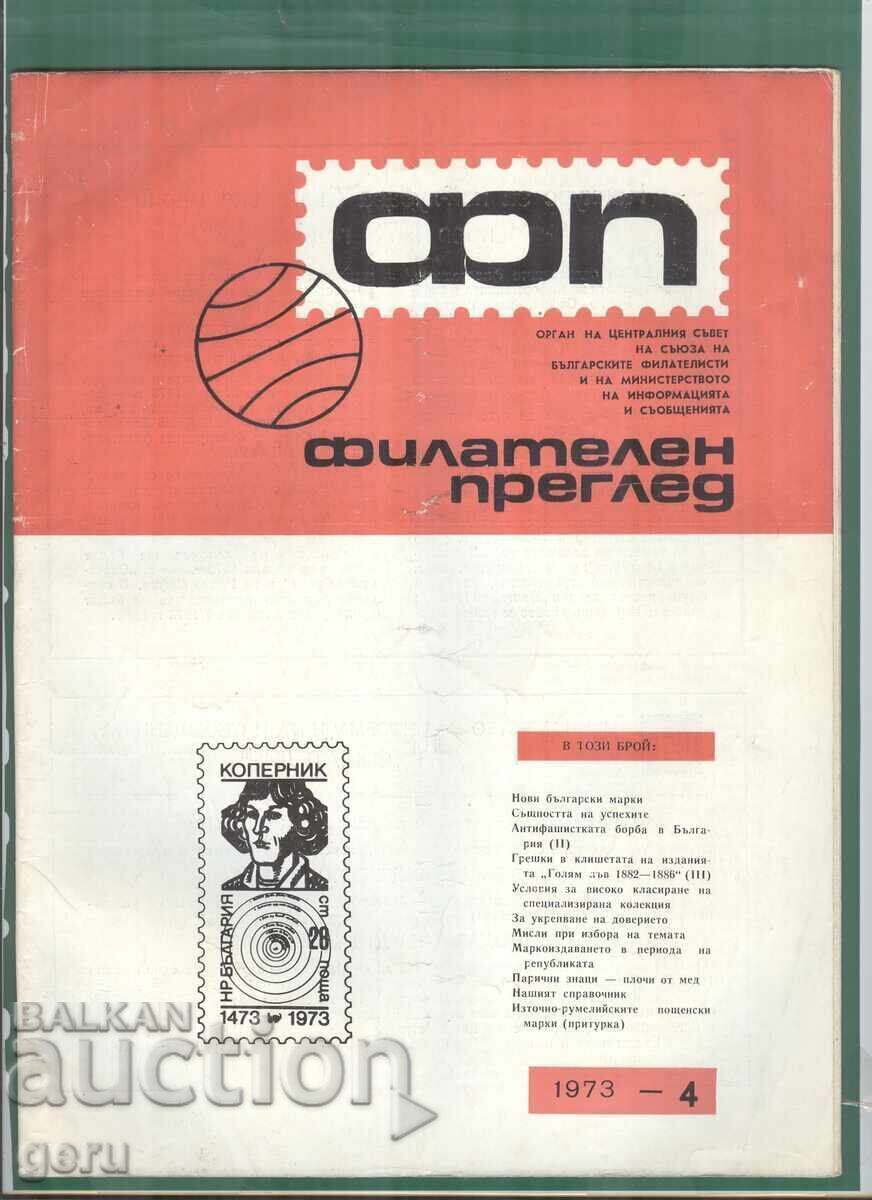 ФП
ОРГАН НА ЦЕНТРАЛНИЯ СЪВЕТ
НА СЪЮЗА НА
БЪЛГАРСКИТЕ ФИЛАТЕЛИСТИ
И НА МИНИСТЕРСТВОТО
НА ИНФОРМАЦИЯТА
И СЪОБЩЕНИЯТА
филателен
преглед
В ТОЗИ БРОЙ:
Нови български марки
Същността на успехите
Антифашистката борба в Бълга-
рия (II)
Грешки в клишетата на издания-
та „Голям лъв 1882—1886“ (III)
Условия за високо класиране на
специализирана колекция
За укрепване на доверието
Мисли при избора на темата
Маркоиздаването в периода на
републиката
Парични знаци — плочи от мед
Нашият справочник
Източно-румелийските пощенски
марки (притурка)
1973 — 4
КОПЕРНИК
НР БЪЛГАРИЯ
28 ст
поща
1473 1973
BALKAN
auction
geru